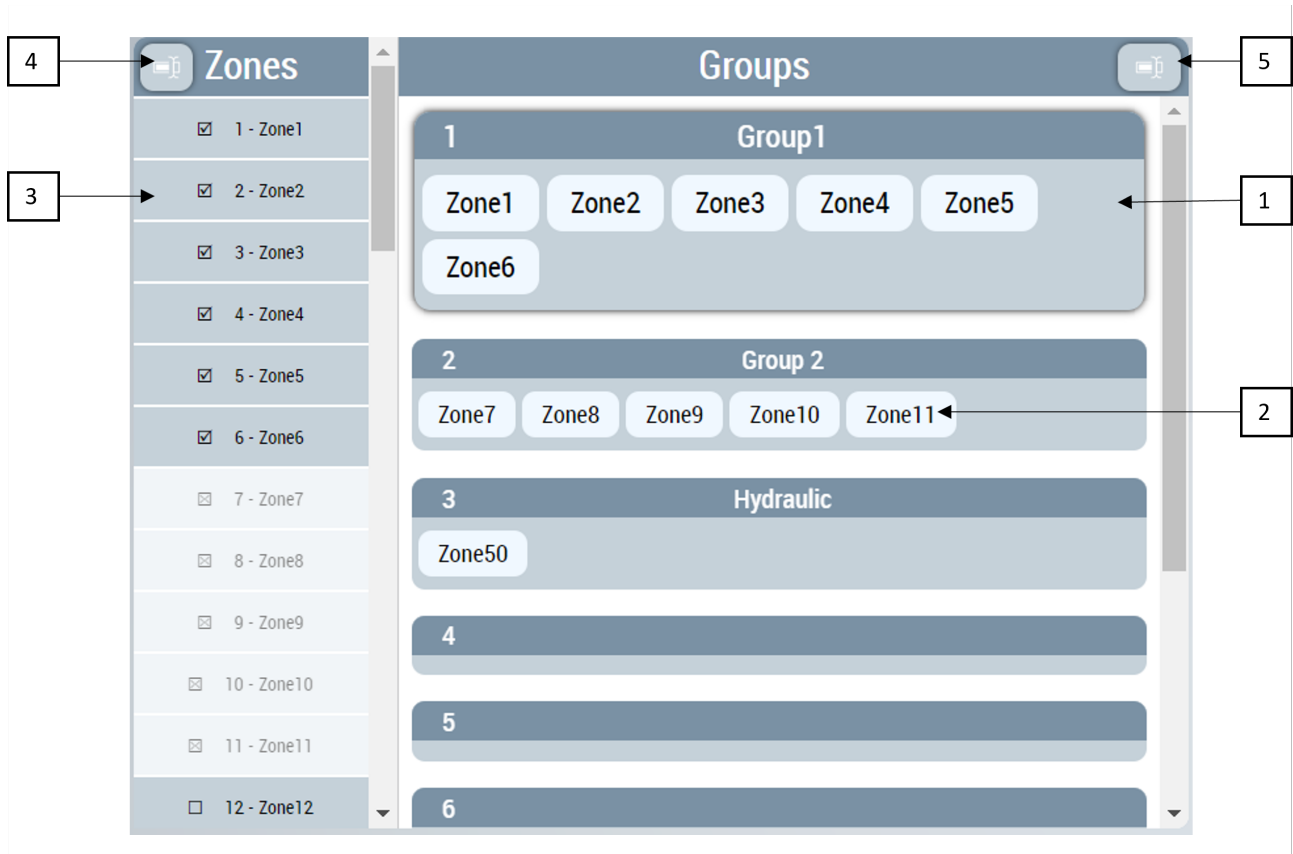 4
Zones
Groups
5
1 - Zone1
3
2 - Zone2
3 - Zone3
4 - Zone4
5 - Zone5
6 - Zone6
7 - Zone7
8 - Zone8
9 - Zone9
10 - Zone10
11 - Zone11
12 - Zone12
1 Group1
Zone1 Zone2 Zone3 Zone4 Zone5
Zone6
1
2 Group 2
Zone7 Zone8 Zone9 Zone10 Zone11
2
3 Hydraulic
Zone50
4
5
6